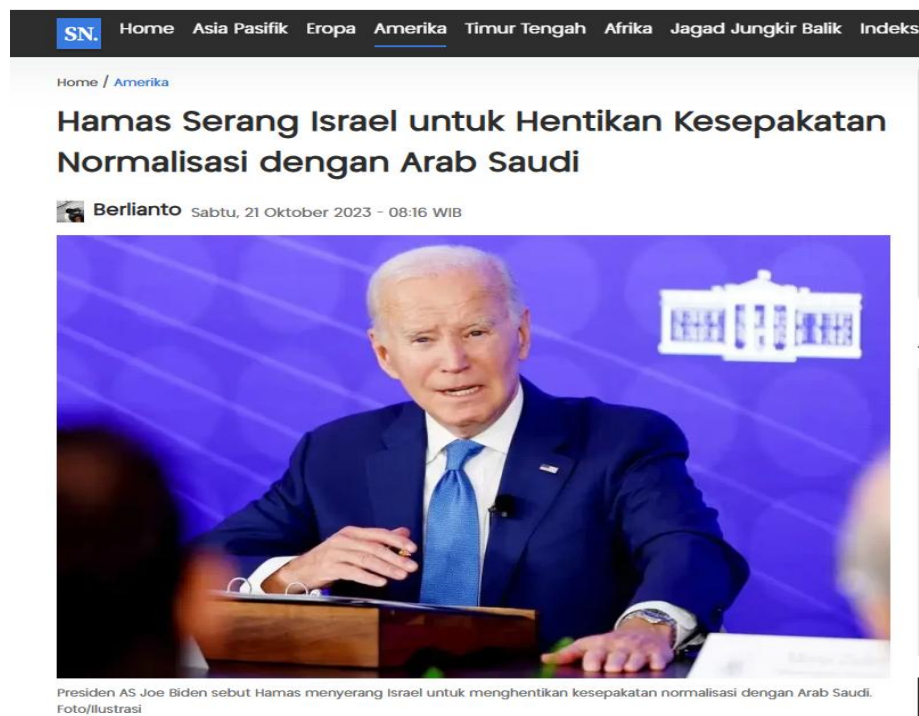 SN. Home Asia Pasifik Eropa Amerika Timur Tengah Afrika Jagad Jungkir Balik Indeks
Home / Amerika
Hamas Serang Israel untuk Hentikan Kesepakatan
Normalisasi dengan Arab Saudi
Berlianto Sabtu, 21 Oktober 2023 - 08:16 WIB
Presiden AS Joe Biden sebut Hamas menyerang Israel untuk menghentikan kesepakatan normalisasi dengan Arab Saudi.
Foto/Ilustrasi